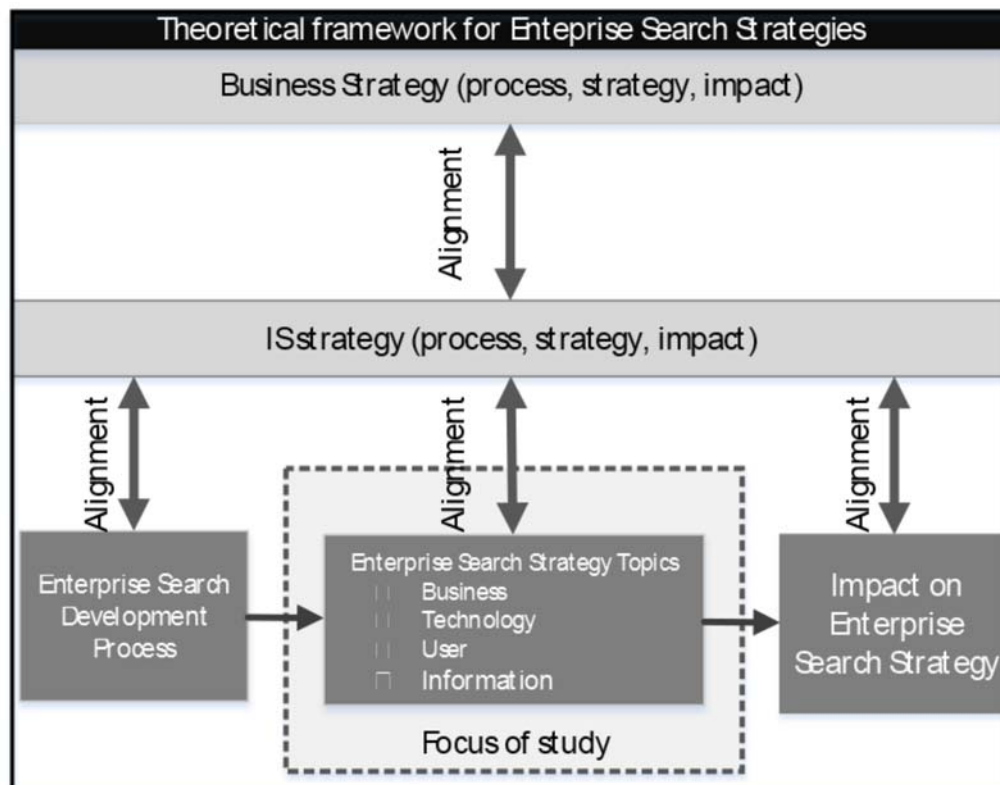 Theoretical framework for Enteprise Search Strategies
Business Strategy (process, strategy, impact)
Alignment
ISstrategy (process, strategy, impact)
Alignment
Alignment
Alignment
Enterprise Search
Development
Process
Enterprise Search Strategy Topics
Business
Technology
User
Information
Impact on
Enterprise
Search Strategy
Focus of study